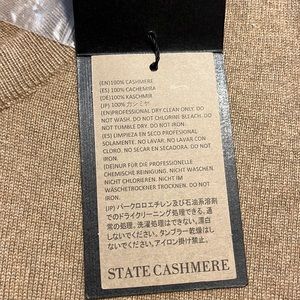 (EN)100% CASHMERE
(ES) 100% CACHEMIRA
(DE)100% KASCHMIR
(JP) 100% カシミヤ
(EN)PROFESSIONAL DRY CLEAN ONLY. DO
NOT WASH. DO NOT CHLORINE BLEACH. DO
NOT TUMBLE DRY. DO NOT IRON.
(ES) LIMPIEZA EN SECO PROFESIONAL
SOLAMENTE. NO LAVAR. NO LAVAR CON
CLORO. NO SECAR EN SECADORA. DO NOT
IRON.
(DE)NUR FÜR DIE PROFESSIONELLE
CHEMISCHE REINIGUNG. NICHT WASCHEN.
NICHT CHLORIEREN. NICHT IM
WÄSCHETROCKNER TROCKNEN. DO NOT
IRON.
(JP) パークロロエチレン及び石油系溶剤
でのドライクリーニング処理できる。通
常の処理。洗濯処理はできない。漂白
しないでください。タンブラー乾燥はし
ないでください。アイロン掛け禁止。
STATE CASHMERE